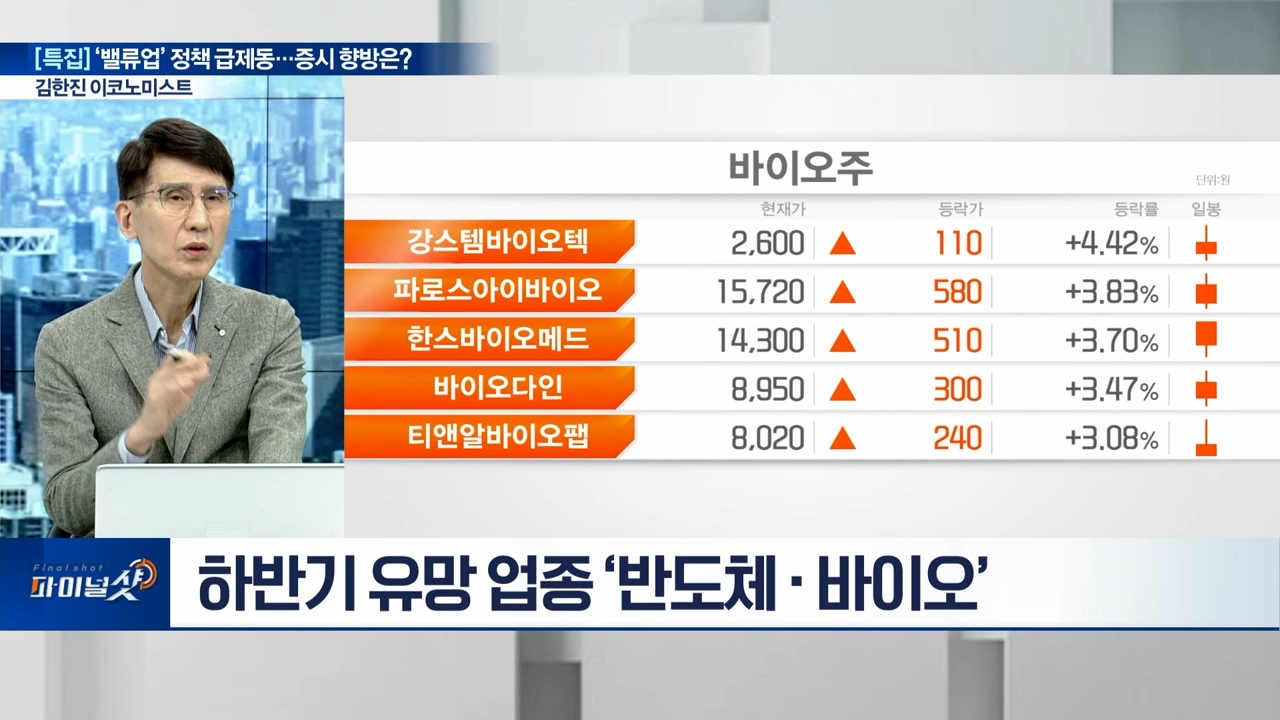 [특집] ‘밸류업’ 정책 급제동…증시 향방은?
김한진 이코노미스트
바이오주
단위:원
현재가 등락가 등락률 일봉
강스템바이오텍 2,600 ▲ 110 +4.42%
파로스아이바이오 15,720 ▲ 580 +3.83%
한스바이오메드 14,300 ▲ 510 +3.70%
바이오다인 8,950 ▲ 300 +3.47%
티앤알바이오팹 8,020 ▲ 240 +3.08%
Final shot
파이널샷
하반기 유망 업종 ‘반도체·바이오’